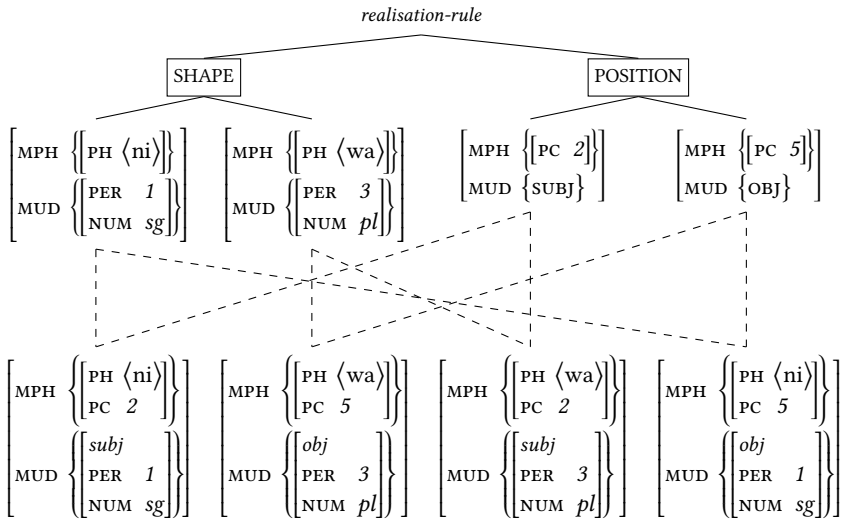 realisation-rule
SHAPE POSITION
[MPH {[PH ⟨ni⟩]} MUD {[PER 1 NUM sg]}]
[MPH {[PH ⟨wa⟩]} MUD {[PER 3 NUM pl]}]
[MPH {[PC 2]} MUD {SUBJ}]
[MPH {[PC 5]} MUD {OBJ}]
[MPH {[PH ⟨ni⟩ PC 2]} MUD {[subj PER 1 NUM sg]}]
[MPH {[PH ⟨wa⟩ PC 5]} MUD {[obj PER 3 NUM pl]}]
[MPH {[PH ⟨wa⟩ PC 2]} MUD {[subj PER 3 NUM pl]}]
[MPH {[PH ⟨ni⟩ PC 5]} MUD {[obj PER 1 NUM sg]}]